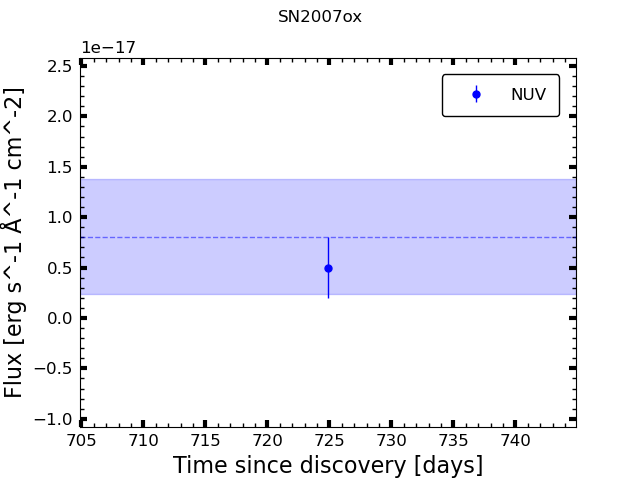 SN2007ox
1e−17
2.5
2.0
1.5
1.0
0.5
0.0
−0.5
−1.0
Flux [erg s^-1 Å^-1 cm^-2]
NUV
705 710 715 720 725 730 735 740
Time since discovery [days]